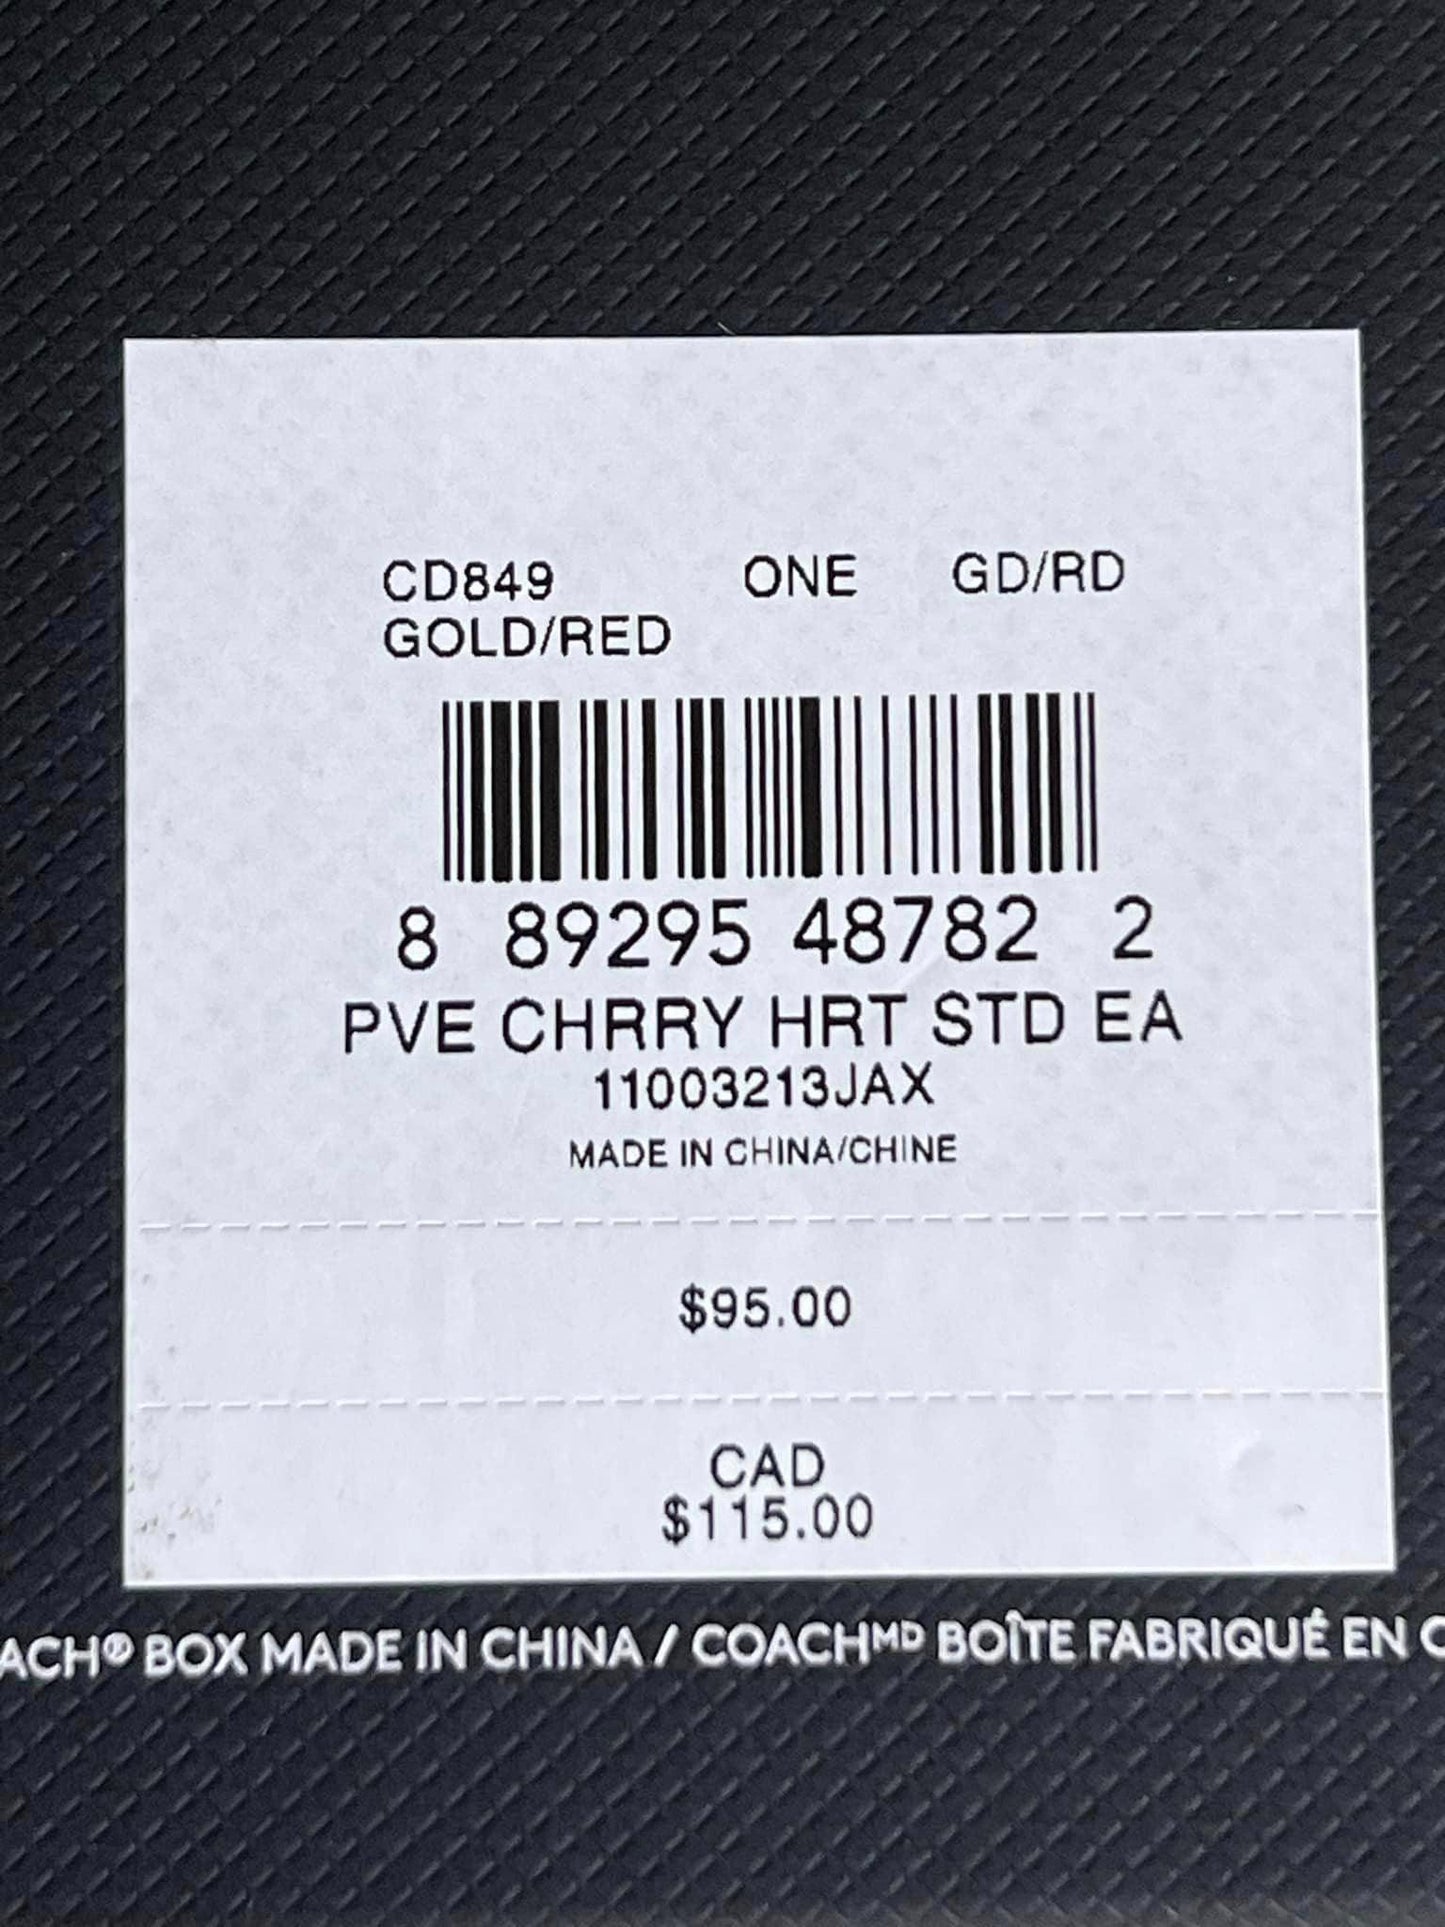 CD849 ONE GD/RD
GOLD/RED
8 89295 48782 2
PVE CHRRY HRT STD EA
11003213JAX
MADE IN CHINA/CHINE
$95.00
CAD
$115.00
ACH® BOX MADE IN CHINA / COACHMD BOÎTE FABRIQUÉ EN C